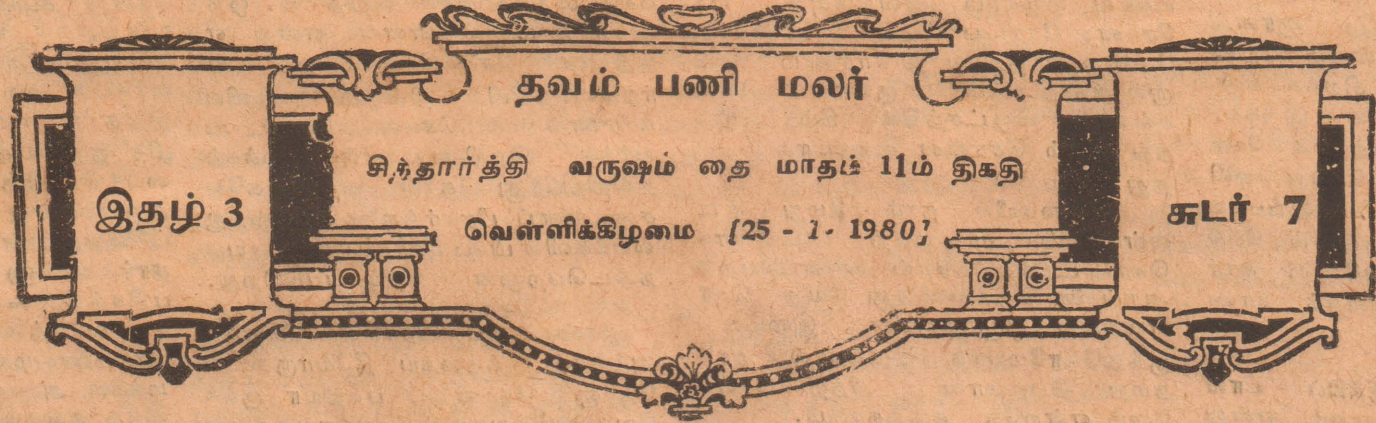 தவம் பணி மலர்
சித்தார்த்தி வருஷம் தை மாதம் 11ம் திகதி
இதழ் 3
வெள்ளிக்கிழமை [25 - 1 - 1980]
சுடர் 7